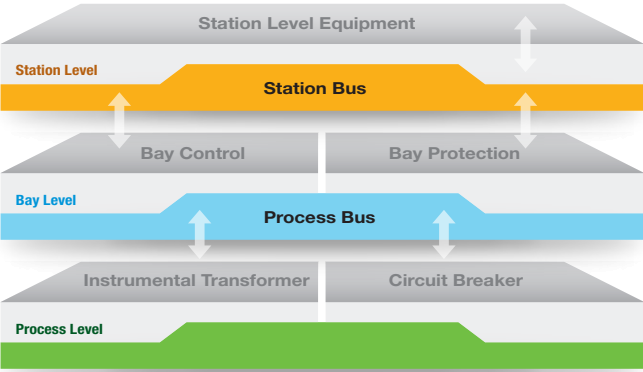 Station Level Equipment
Station Level
Station Bus
Bay Control
Bay Protection
Bay Level
Process Bus
Instrumental Transformer
Circuit Breaker
Process Level